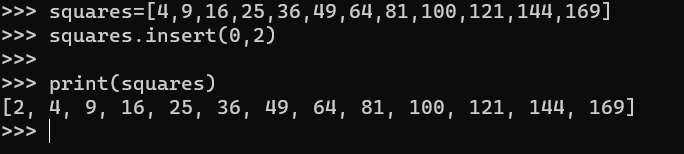 >>> squares=[4,9,16,25,36,49,64,81,100,121,144,169]
>>> squares.insert(0,2)
>>>
>>> print(squares)
[2, 4, 9, 16, 25, 36, 49, 64, 81, 100, 121, 144, 169]
>>>